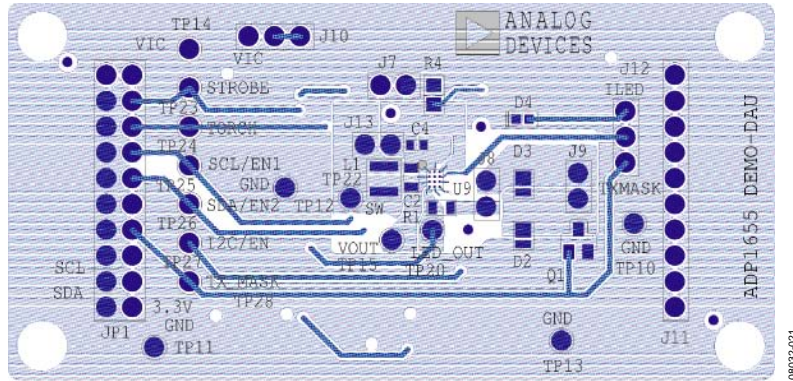 TP14
VIC
VIC
J10
ANALOG
DEVICES
J7
R4
J12
ILED
STROBE
TP23
TORCH
TP24
SCL/EN1
TP25
SDA/EN2
TP26
I2C/EN
TP27
TX_MASK
TP28
J13
C4
D4
L1
GND
TP22
TP12
SW
C2
R1
U9
J8
D3
J9
TXMASK
VOUT
TP15
LED_OUT
TP20
D2
Q1
GND
TP10
SCL
SDA
3.3V
GND
JP1
TP11
GND
TP13
J11
ADP1655 DEMO-DAU
08032-021